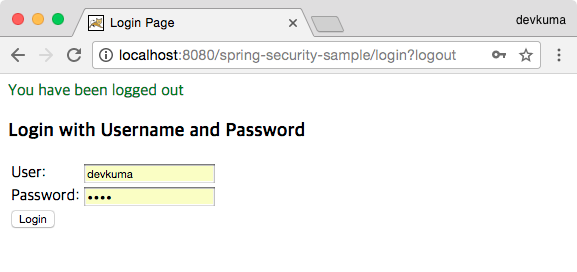 Login Page
devkuma
localhost:8080/spring-security-sample/login?logout
You have been logged out
Login with Username and Password
User: devkuma
Password: ••••
Login